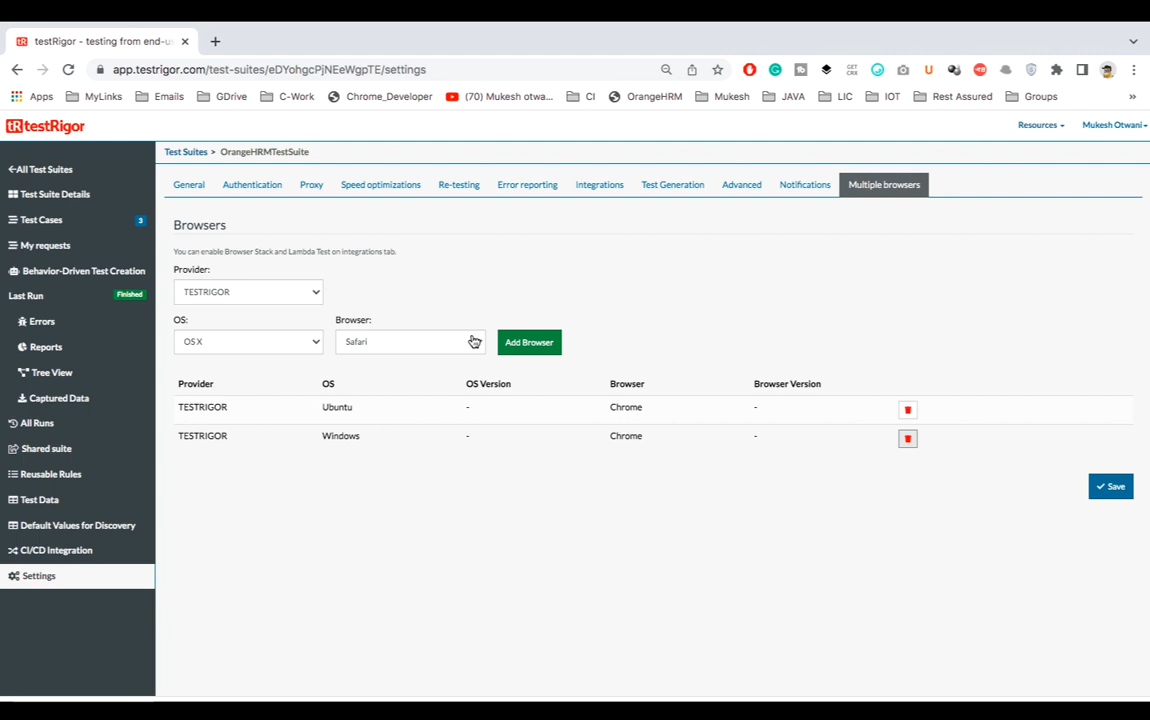 testRigor - testing from end-us
app.testrigor.com/test-suites/eDYohgcPjNEeWgpTE/settings
Apps MyLinks Emails GDrive C-Work Chrome_Developer (70) Mukesh otwa... CI OrangeHRM Mukesh JAVA LIC IOT Rest Assured Groups »
tR testRigor Resources Mukesh Otwani
Test Suites > OrangeHRMTestSuite
All Test Suites
Test Suite Details
Test Cases 3
My requests
Behavior-Driven Test Creation
Last Run Finished
Errors
Reports
Tree View
Captured Data
All Runs
Shared suite
Reusable Rules
Test Data
Default Values for Discovery
CI/CD Integration
Settings
General Authentication Proxy Speed optimizations Re-testing Error reporting Integrations Test Generation Advanced Notifications Multiple browsers
Browsers
You can enable Browser Stack and Lambda Test on integrations tab.
Provider:
TESTRIGOR
OS: Browser:
OS X Safari Add Browser
Provider OS OS Version Browser Browser Version
TESTRIGOR Ubuntu - Chrome -
TESTRIGOR Windows - Chrome -
Save